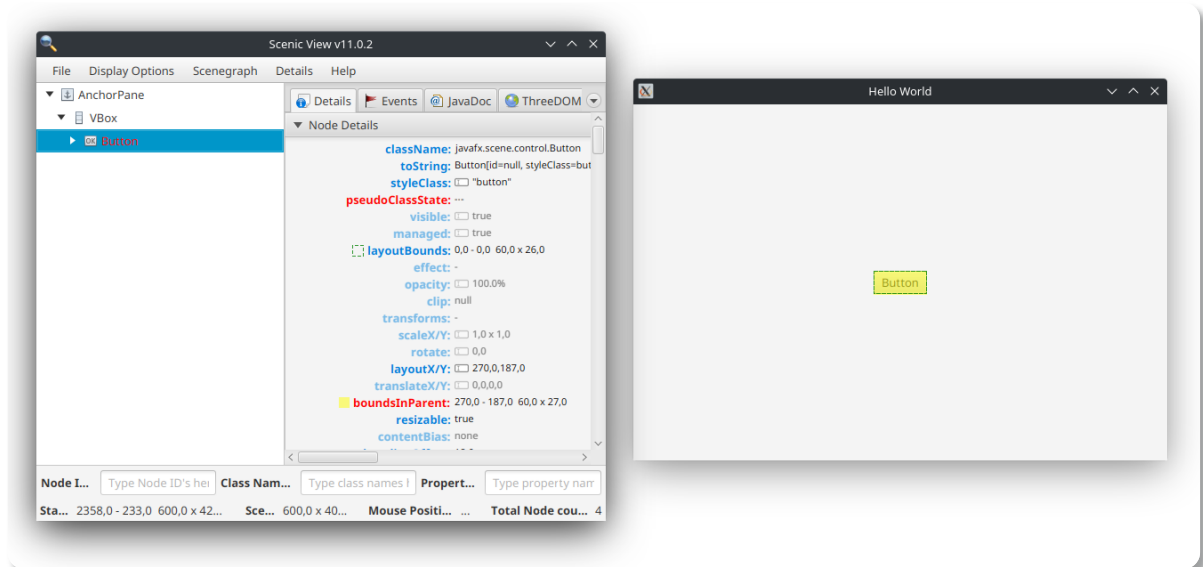 Scenic View v11.0.2
File Display Options Scenegraph Details Help
AnchorPane
VBox
OK Button
Details Events JavaDoc ThreeDOM
Node Details
className: javafx.scene.control.Button
toString: Button[id=null, styleClass=but
styleClass: "button"
pseudoClassState: ...
visible: true
managed: true
layoutBounds: 0,0 - 0,0 60,0 x 26,0
effect: -
opacity: 100.0%
clip: null
transforms: -
scaleX/Y: 1,0 x 1,0
rotate: 0,0
layoutX/Y: 270,0,187,0
translateX/Y: 0,0,0,0
boundsInParent: 270,0 - 187,0 60,0 x 27,0
resizable: true
contentBias: none
Node I... Type Node ID's her Class Nam... Type class names f Propert... Type property nam
Sta... 2358,0 - 233,0 600,0 x 42... Sce... 600,0 x 40... Mouse Positi... ... Total Node cou... 4
Hello World
Button